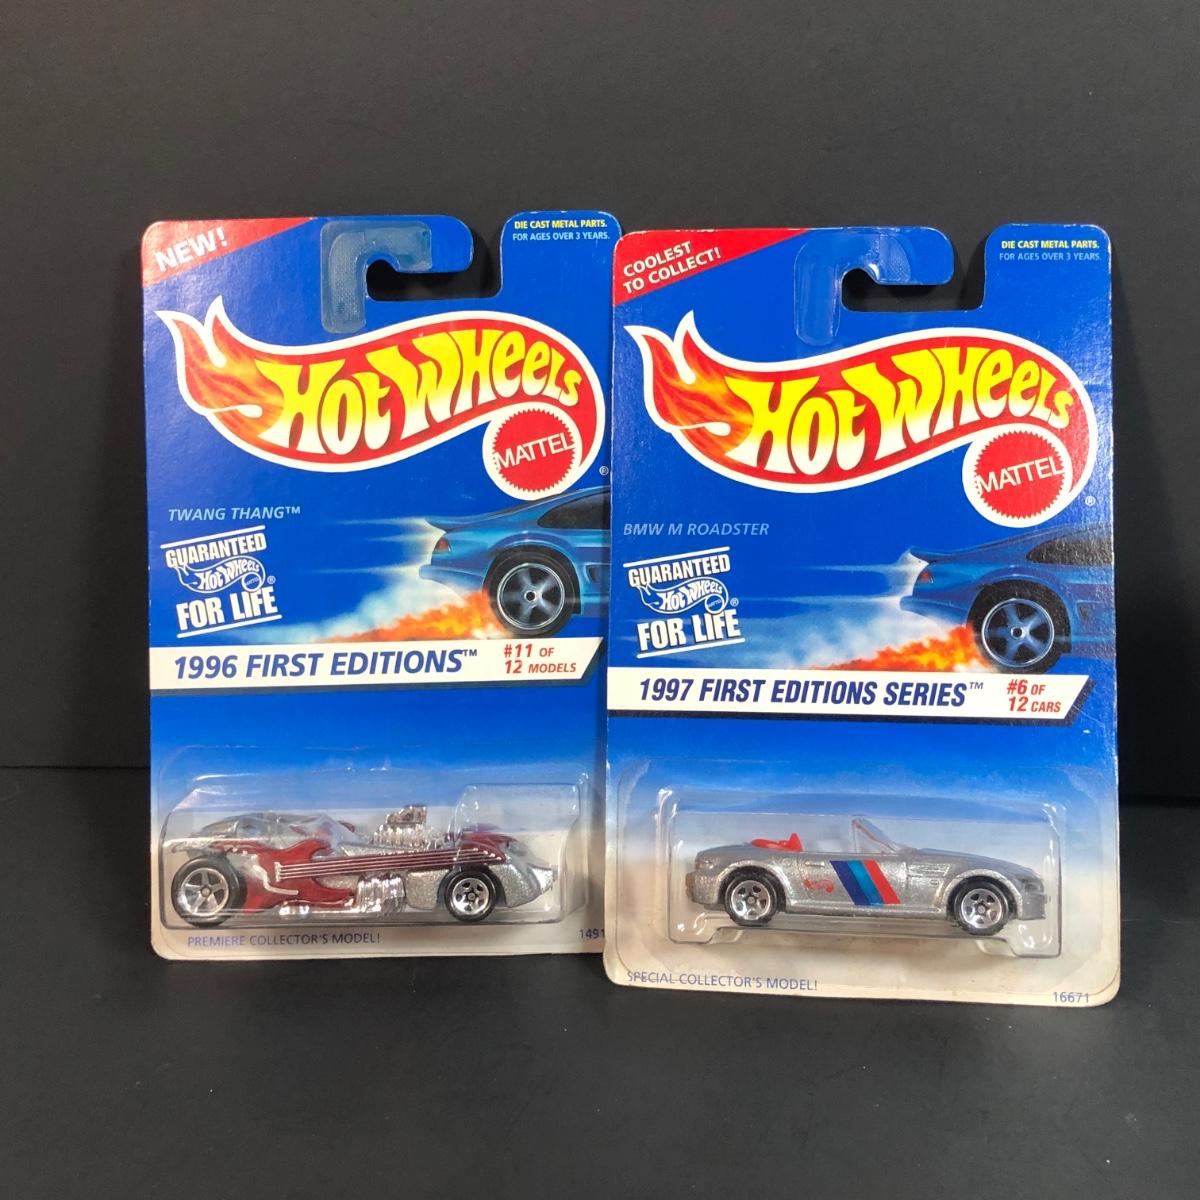 NEW!
DIE CAST METAL PARTS.
FOR AGES OVER 3 YEARS.
HOT WHEELS
MATTEL
®
TWANG THANG™
GUARANTEED
HOT WHEELS
®
FOR LIFE
1996 FIRST EDITIONS™
#11 OF
12 MODELS
PREMIERE COLLECTOR'S MODEL!
1491
COOLEST
TO COLLECT!
DIE CAST METAL PARTS.
FOR AGES OVER 3 YEARS.
HOT WHEELS
MATTEL
®
BMW M ROADSTER
GUARANTEED
HOT WHEELS
MATTEL
®
FOR LIFE
1997 FIRST EDITIONS SERIES™
#6 OF
12 CARS
SPECIAL COLLECTOR'S MODEL!
16671